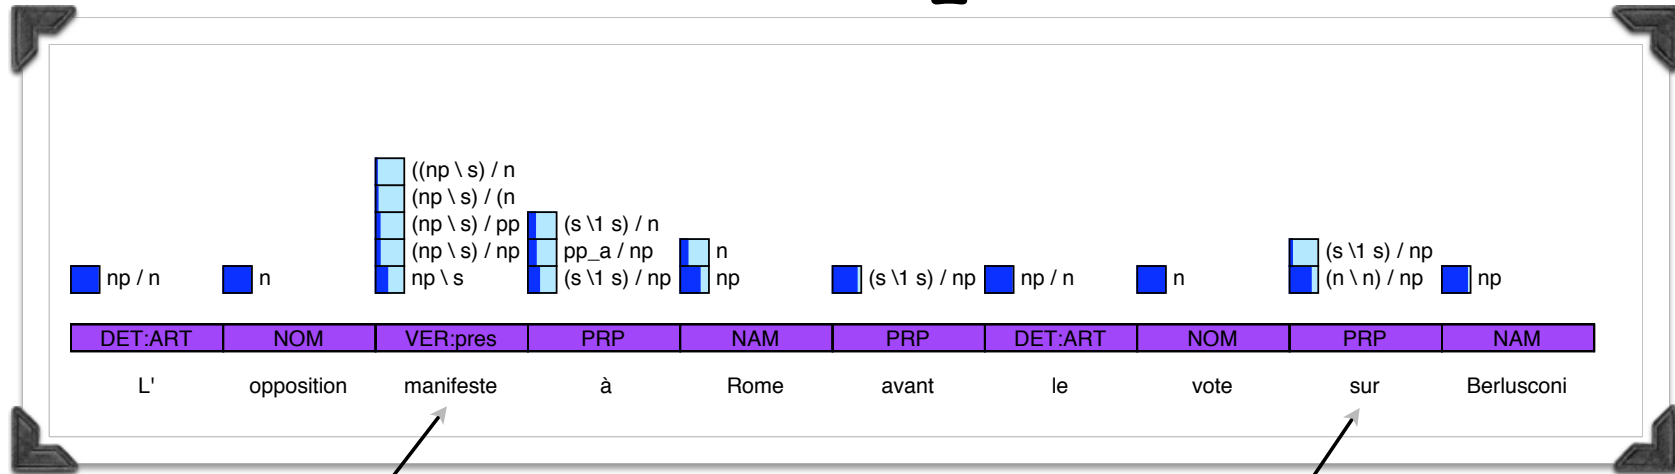 ((np \ s) / n
(np \ s) / (n
(np \ s) / pp (s \1 s) / n
(np \ s) / np pp_a / np n (s \1 s) / np
np / n n np \ s (s \1 s) / np np (s \1 s) / np np / n n (n \ n) / np np
DET:ART NOM VER:pres PRP NAM PRP DET:ART NOM PRP NAM
L' opposition manifeste à Rome avant le vote sur Berlusconi